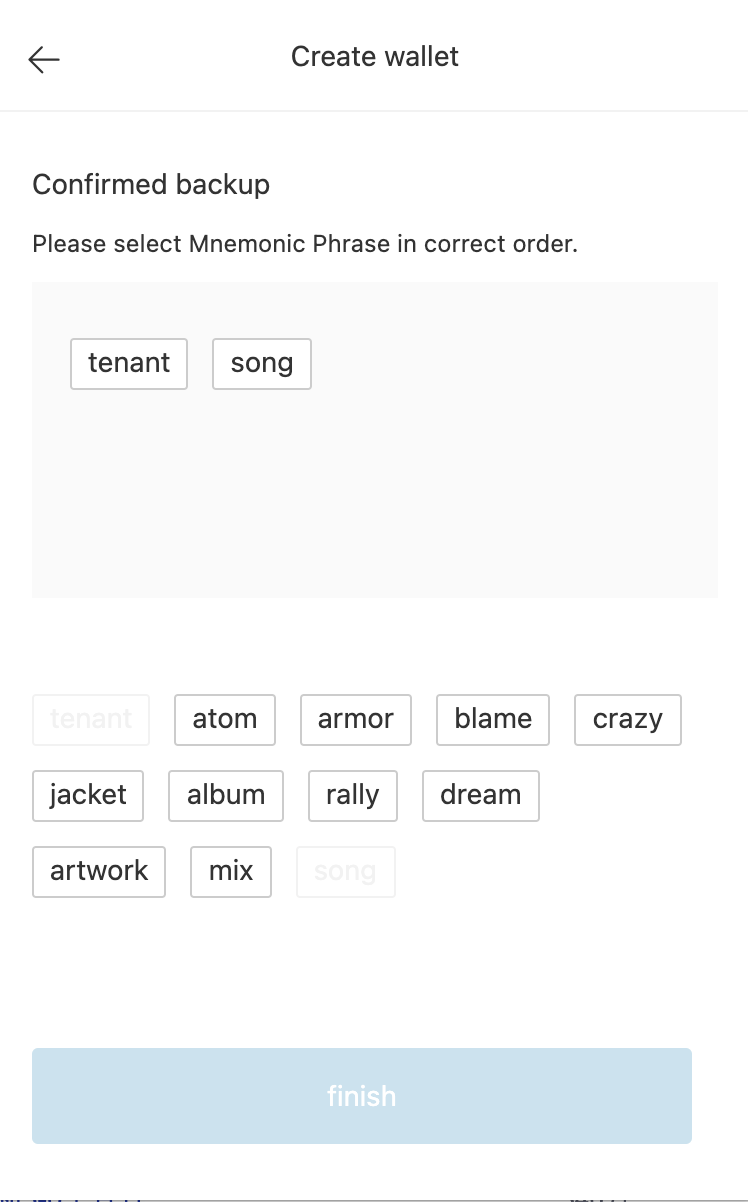 Create wallet
Confirmed backup
Please select Mnemonic Phrase in correct order.
tenant song
tenant atom armor blame crazy
jacket album rally dream
artwork mix song
finish